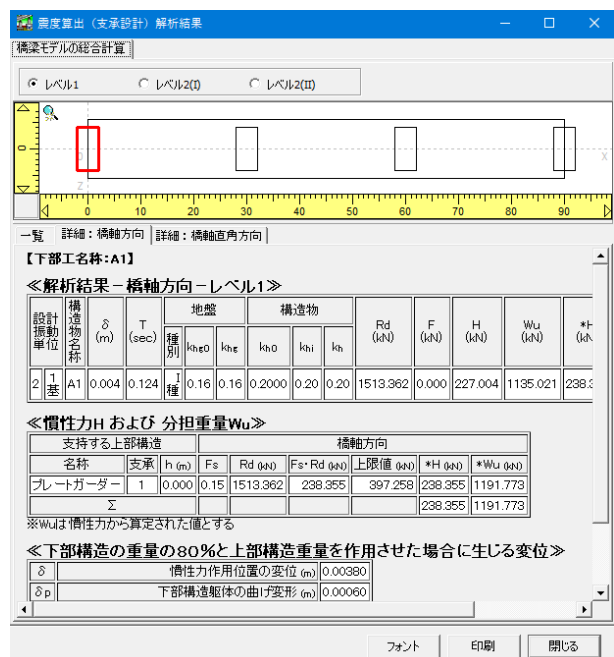 震度算出（支承設計）解析結果
橋梁モデルの総合計算
レベル1 レベル2(I) レベル2(II)
0
X
Z
0 10 20 30 40 50 60 70 80 90
一覧 詳細：橋軸方向 詳細：橋軸直角方向
【下部工名称:A1】
≪解析結果－橋軸方向－レベル1≫
設計振動単位 構造物名称 δ (m) T (sec) 地盤 構造物 Rd (kN) F (kN) H (kN) Wu (kN)
種別 khg0 khg kh0 khi kh
2 1基 A1 0.004 0.124 I種 0.16 0.16 0.2000 0.20 0.20 1513.362 0.000 227.004 1135.021 238.3
≪慣性力H および 分担重量Wu≫
支持する上部構造 橋軸方向
名称 支承 h (m) Fs Rd (kN) Fs・Rd (kN) 上限値 (kN) *H (kN) *Wu (kN)
プレートガーダー 1 0.000 0.15 1513.362 238.355 397.258 238.355 1191.773
Σ 238.355 1191.773
※Wuは慣性力から算定された値とする
≪下部構造の重量の80％と上部構造重量を作用させた場合に生じる変位≫
δ 慣性力作用位置の変位 (m) 0.00380
δp 下部構造躯体の曲げ変形 (m) 0.00060
フォント 印刷 閉じる